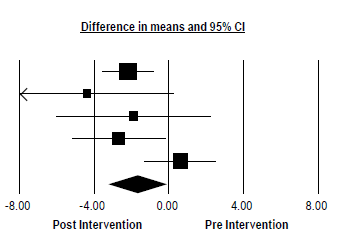 Difference in means and 95% CI
-8.00 -4.00 0.00 4.00 8.00
Post Intervention Pre Intervention